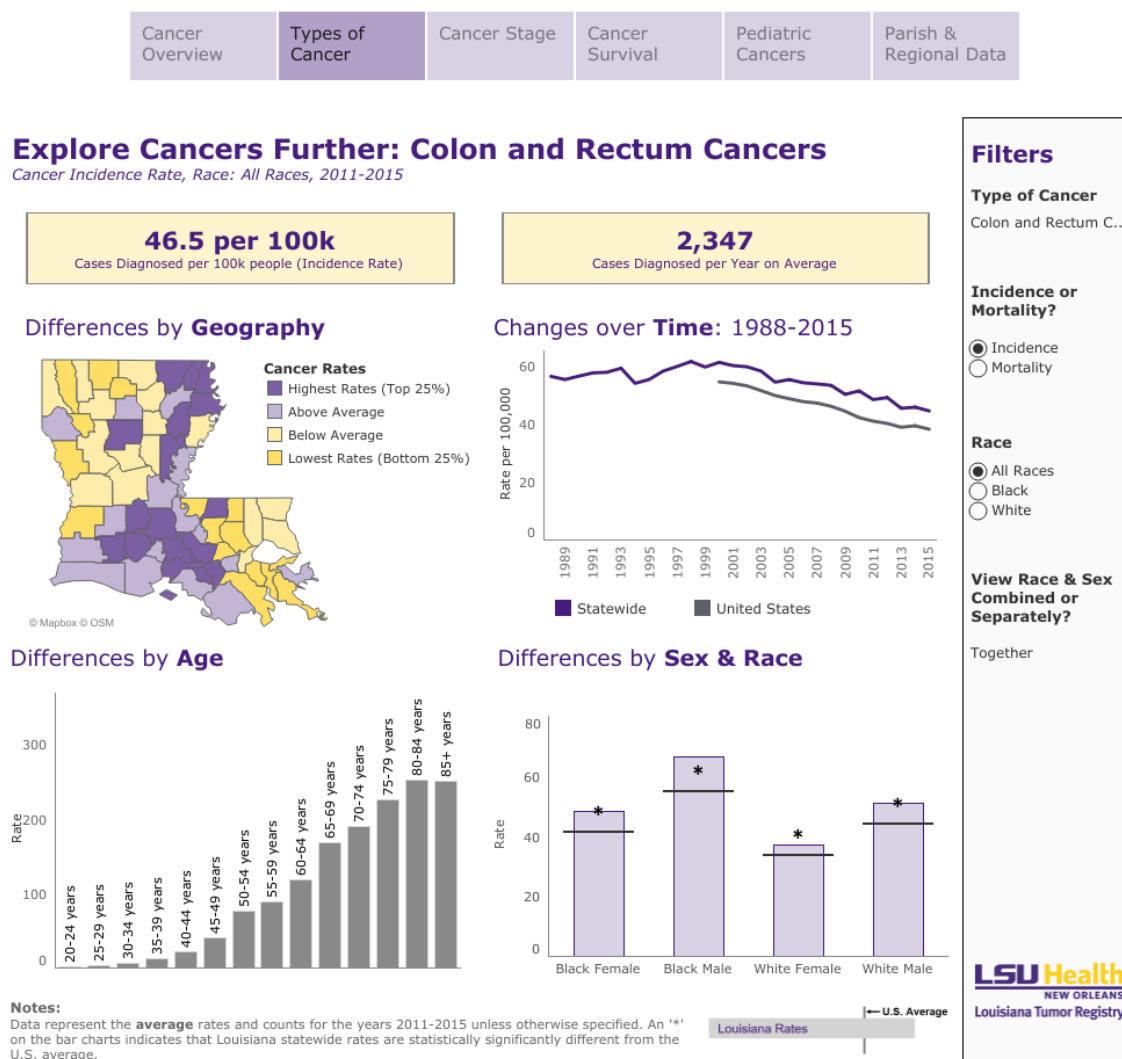 Cancer Overview
Types of Cancer
Cancer Stage
Cancer Survival
Pediatric Cancers
Parish & Regional Data
Explore Cancers Further: Colon and Rectum Cancers
Cancer Incidence Rate, Race: All Races, 2011-2015
46.5 per 100k
Cases Diagnosed per 100k people (Incidence Rate)
2,347
Cases Diagnosed per Year on Average
Differences by Geography
Cancer Rates
Highest Rates (Top 25%)
Above Average
Below Average
Lowest Rates (Bottom 25%)
© Mapbox © OSM
Changes over Time: 1988-2015
Rate per 100,000
60
40
20
0
1989
1991
1993
1995
1997
1999
2001
2003
2005
2007
2009
2011
2013
2015
Statewide
United States
Differences by Age
Rate
300
200
100
0
20-24 years
25-29 years
30-34 years
35-39 years
40-44 years
45-49 years
50-54 years
55-59 years
60-64 years
65-69 years
70-74 years
75-79 years
80-84 years
85+ years
Differences by Sex & Race
Rate
80
60
40
20
0
*
*
*
*
Black Female
Black Male
White Female
White Male
Notes:
Data represent the average rates and counts for the years 2011-2015 unless otherwise specified. An '*'
on the bar charts indicates that Louisiana statewide rates are statistically significantly different from the
U.S. average.
Louisiana Rates
U.S. Average
Filters
Type of Cancer
Colon and Rectum C..
Incidence or
Mortality?
Incidence
Mortality
Race
All Races
Black
White
View Race & Sex
Combined or
Separately?
Together
LSU Health
NEW ORLEANS
Louisiana Tumor Registry